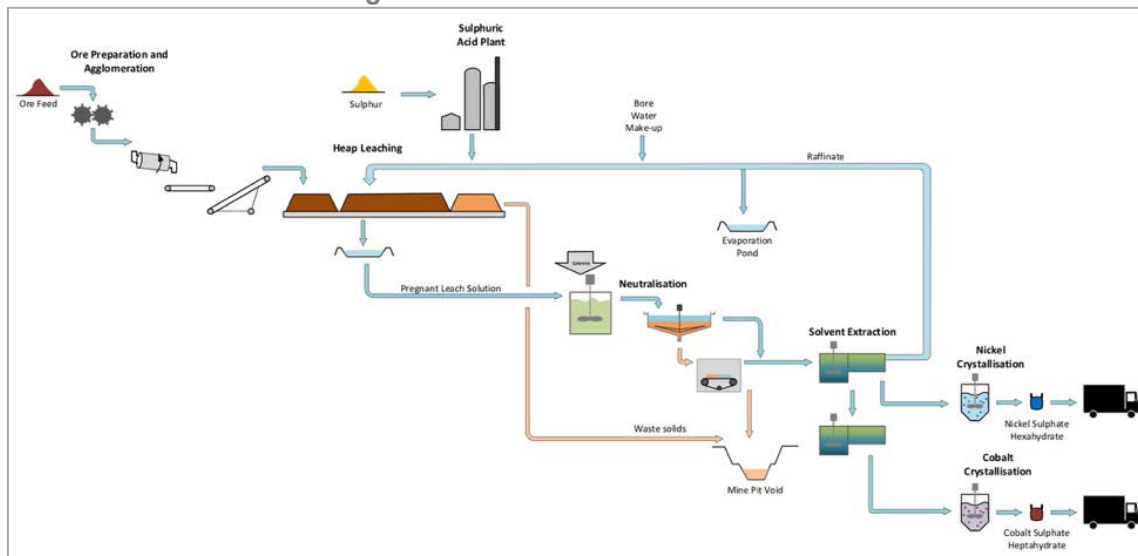 Sulphuric
Acid Plant
Ore Preparation and
Agglomeration
Ore Feed
Sulphur
Bore
Water
Make-up
Heap Leaching
Raffinate
Evaporation
Pond
Neutralisation
Pregnant Leach Solution
Solvent Extraction
Nickel
Crystallisation
Nickel Sulphate
Hexahydrate
Waste solids
Mine Pit Void
Cobalt
Crystallisation
Cobalt Sulphate
Heptahydrate